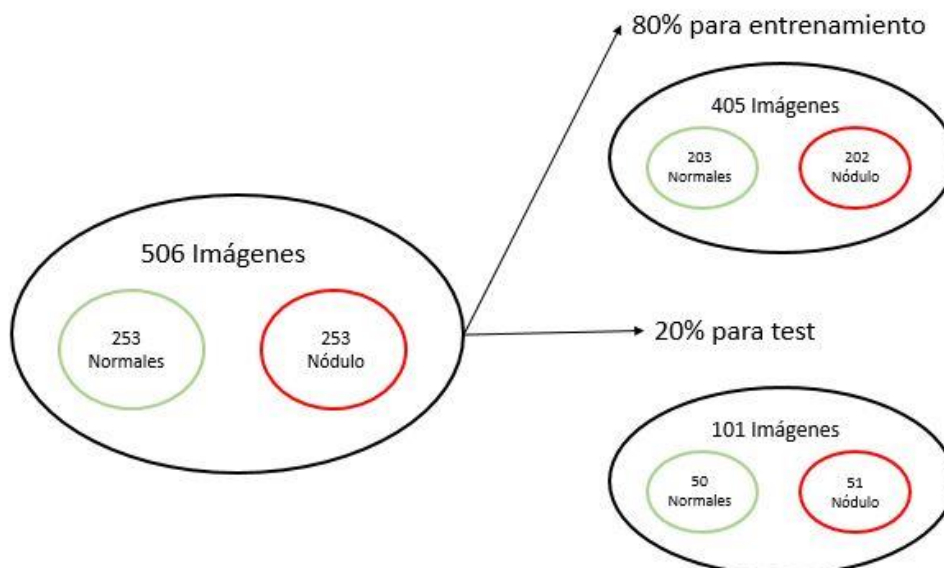 80% para entrenamiento
405 Imágenes
203
Normales
202
Nódulo
506 Imágenes
253
Normales
253
Nódulo
20% para test
101 Imágenes
50
Normales
51
Nódulo